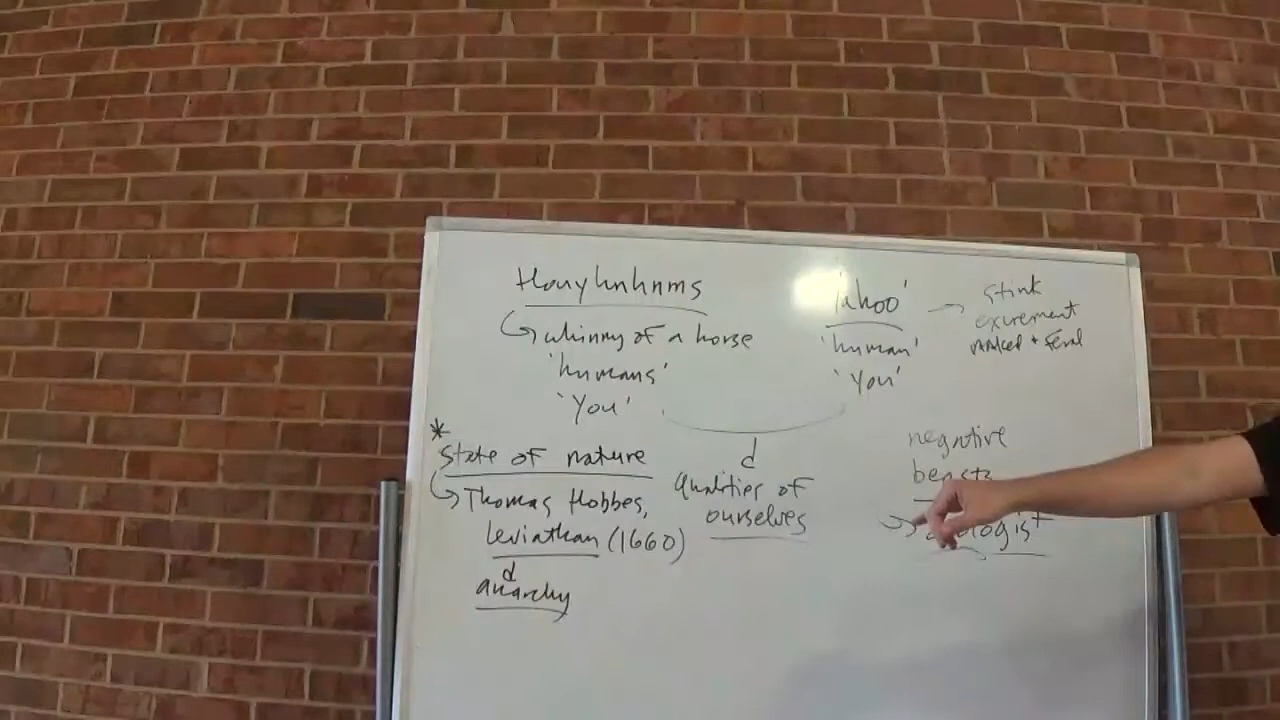 Houyhnhnms
whinny of a horse
'humans'
'You'
'human'
'You'
stink
excrement
naked + feral
* State of nature
Thomas Hobbes,
Leviathan (1660)
anarchy
Qualities of
ourselves
negative
beasts